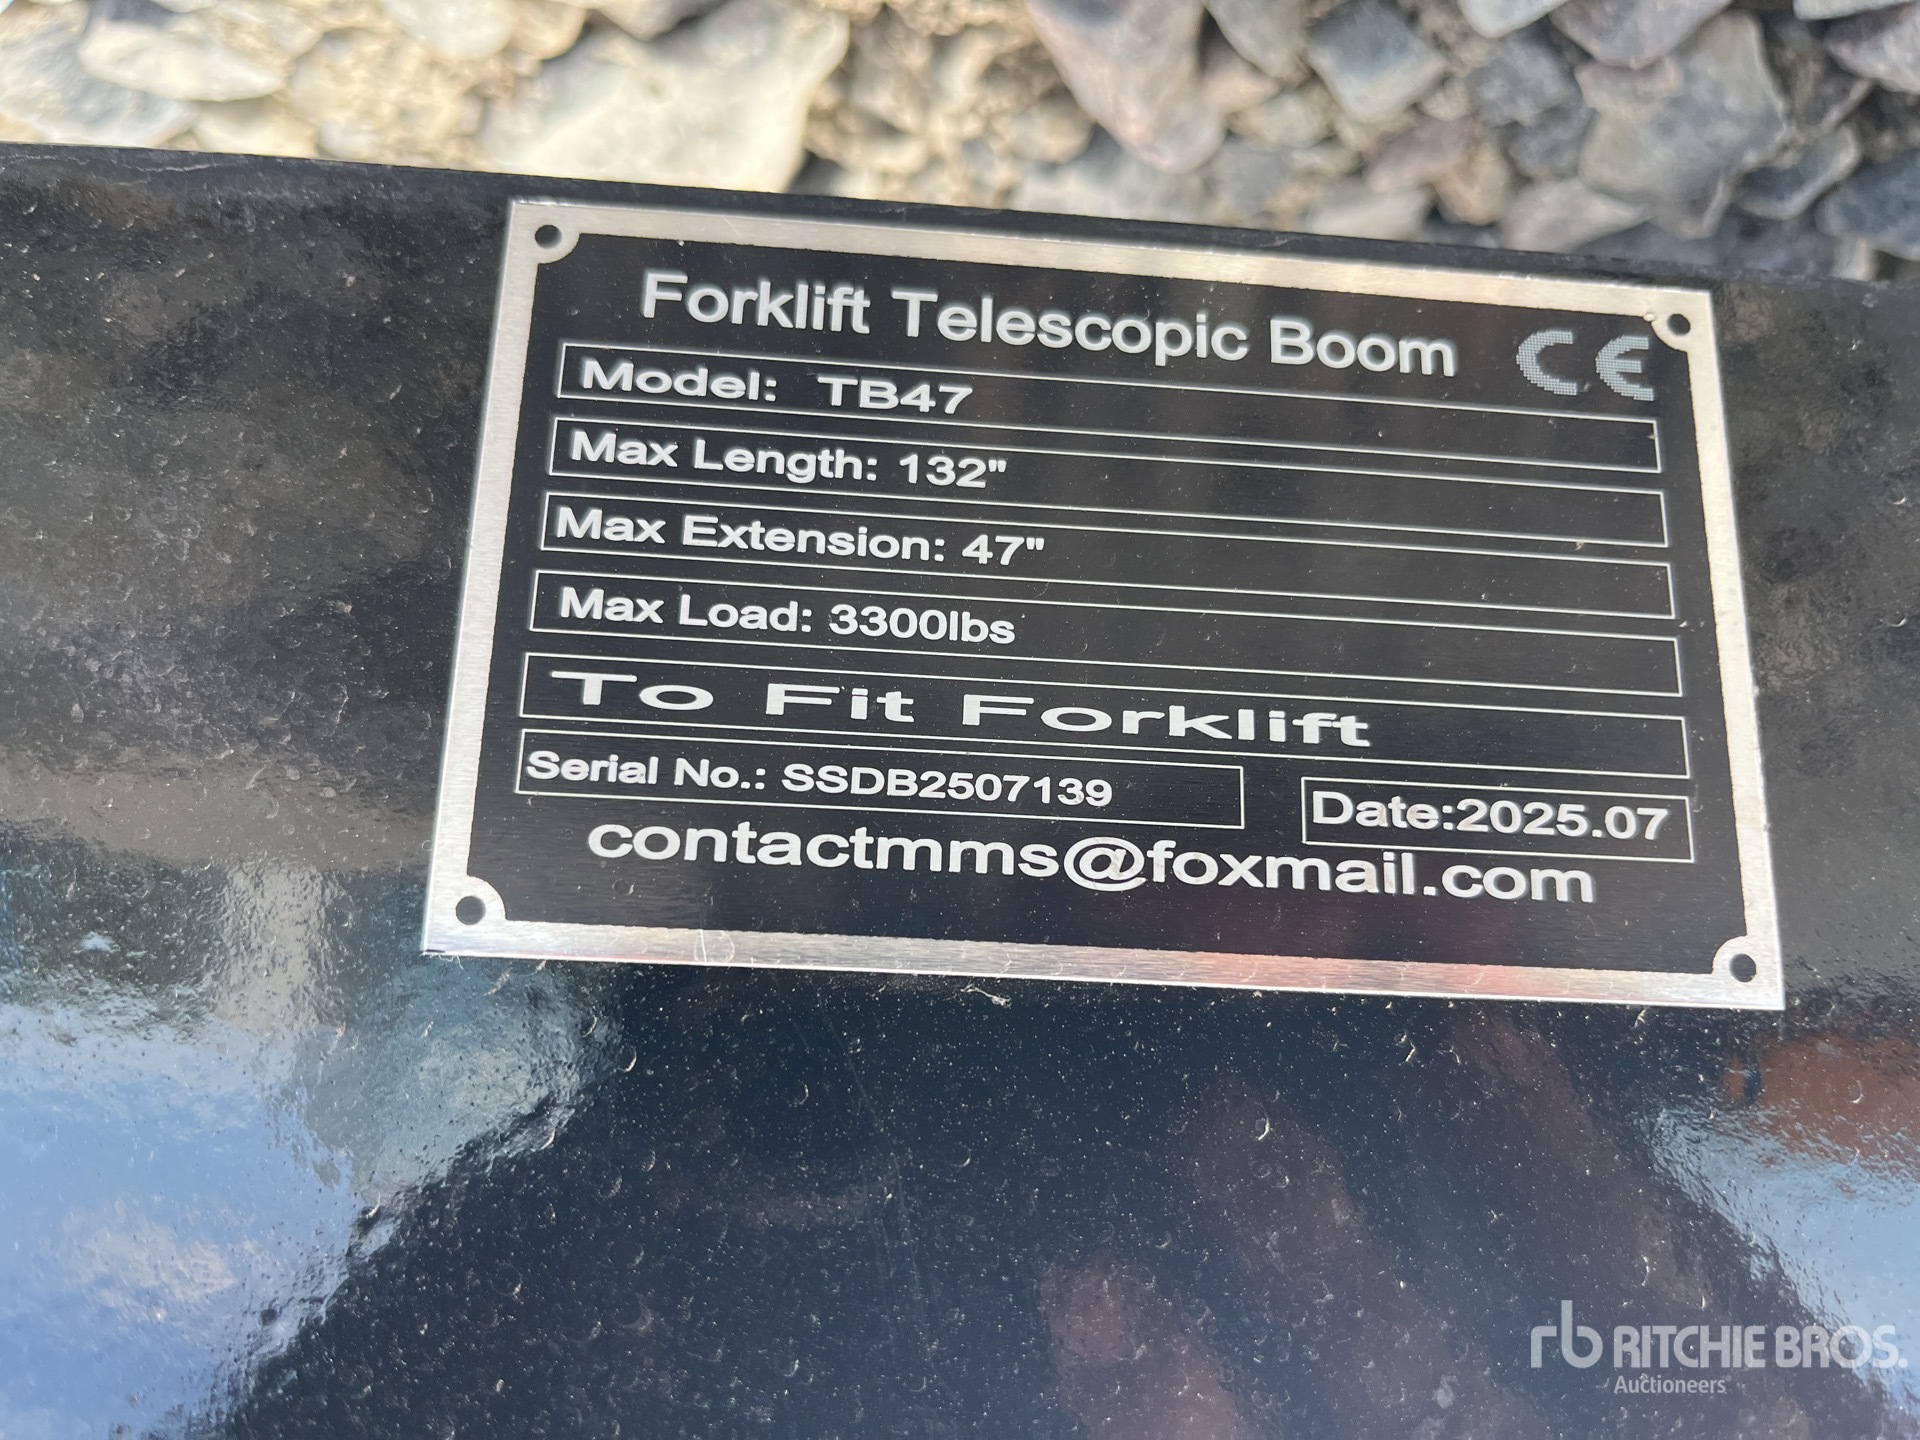 Forklift Telescopic Boom CE
Model: TB47
Max Length: 132"
Max Extension: 47"
Max Load: 3300lbs
To Fit Forklift
Serial No.: SSDB2507139 Date:2025.07
contactmms@foxmail.com
rb RITCHIE BROS.
Auctioneers